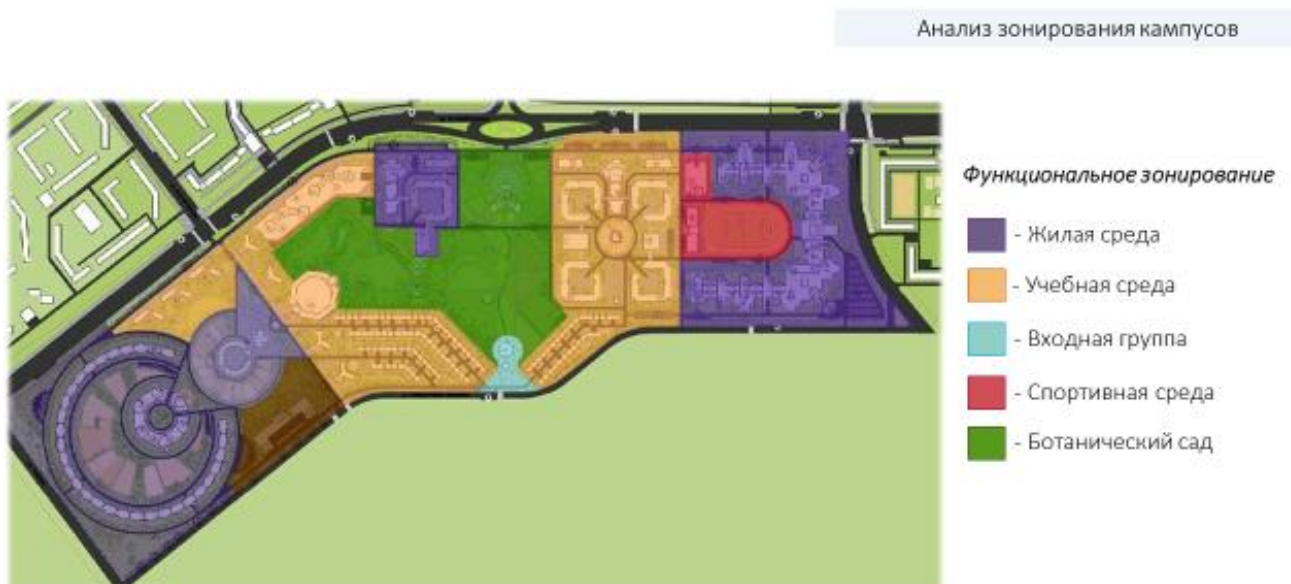 Анализ зонирования кампусов
Функциональное зонирование
- Жилая среда
- Учебная среда
- Входная группа
- Спортивная среда
- Ботанический сад